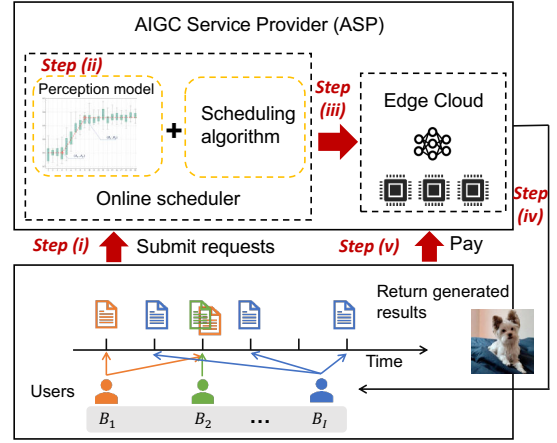 AIGC Service Provider (ASP)
Step (ii)
Perception model
+
Scheduling
algorithm
Online scheduler
Step
(iii)
Edge Cloud
Step
(iv)
Step (i)
Submit requests
Step (v)
Pay
Return generated
results
Time
Users
B1
B2
...
BI